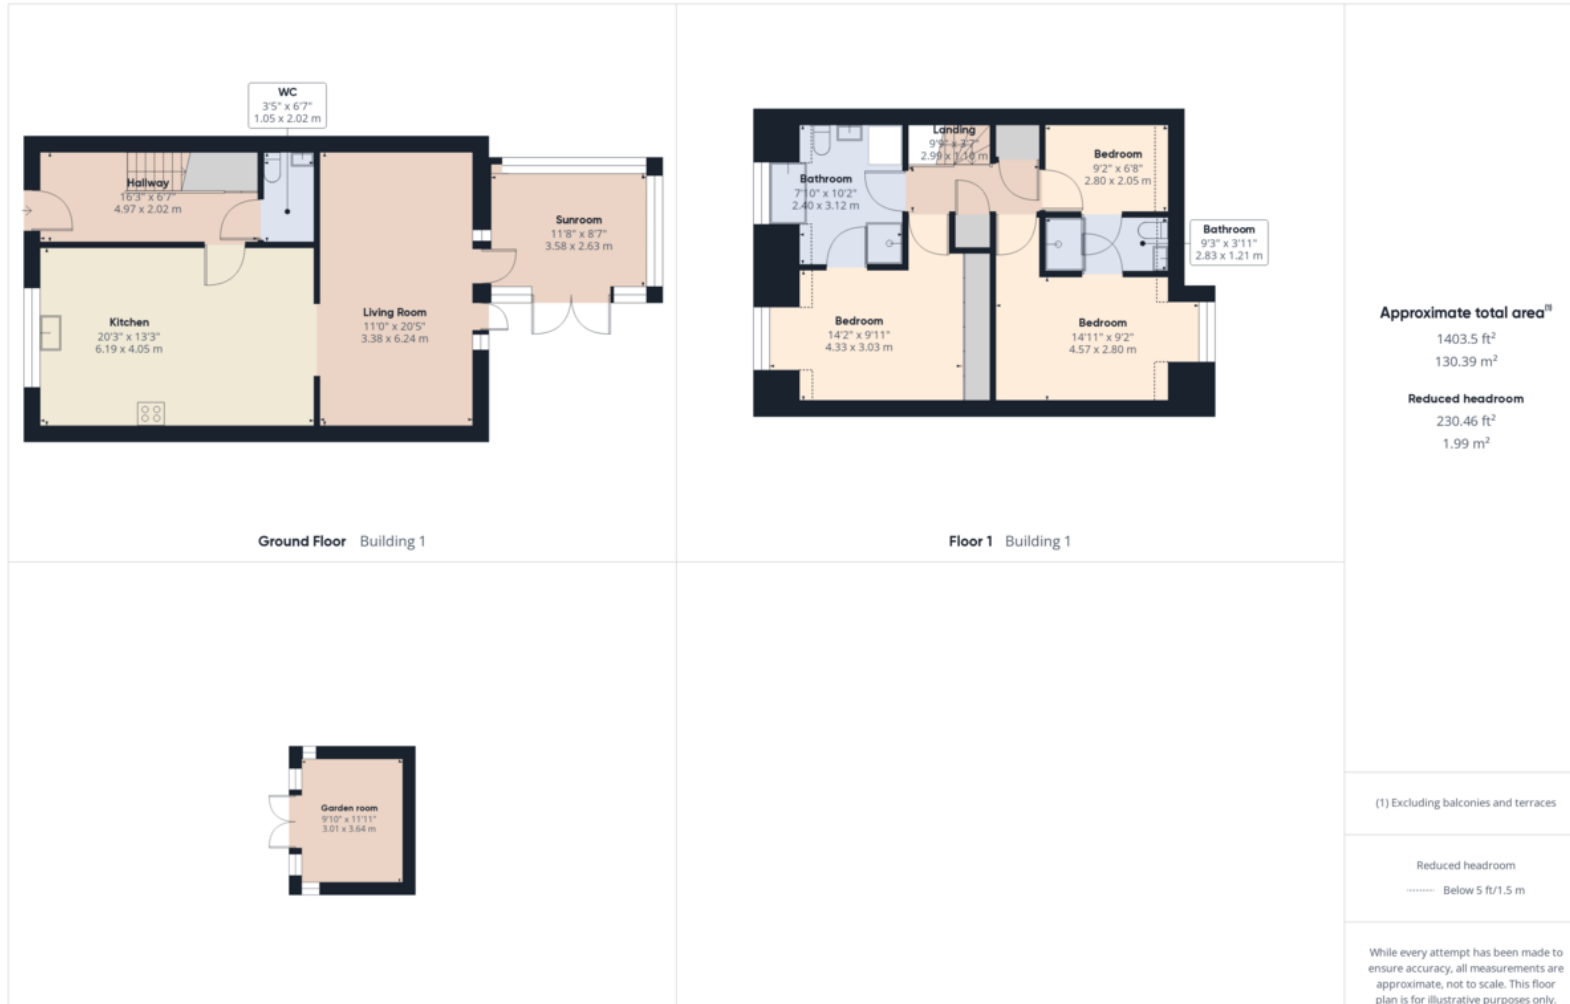 WC
3'5" x 6'7"
1.05 x 2.02 m
Hallway
16'3" x 6'7"
4.97 x 2.02 m
Sunroom
11'8" x 8'7"
3.58 x 2.63 m
Living Room
11'0" x 20'5"
3.38 x 6.24 m
Kitchen
20'3" x 13'3"
6.19 x 4.05 m
Ground Floor Building 1
Landing
9'9" x 3'7"
2.99 x 1.10 m
Bedroom
9'2" x 6'8"
2.80 x 2.05 m
Bathroom
7'10" x 10'2"
2.40 x 3.12 m
Bathroom
9'3" x 3'11"
2.83 x 1.21 m
Bedroom
14'2" x 9'11"
4.33 x 3.03 m
Bedroom
14'11" x 9'2"
4.57 x 2.80 m
Floor 1 Building 1
Garden room
9'10" x 11'11"
3.01 x 3.64 m
Approximate total area(1)
1403.5 ft²
130.39 m²
Reduced headroom
230.46 ft²
1.99 m²
(1) Excluding balconies and terraces
Reduced headroom
Below 5 ft/1.5 m
While every attempt has been made to
ensure accuracy, all measurements are
approximate, not to scale. This floor
plan is for illustrative purposes only.